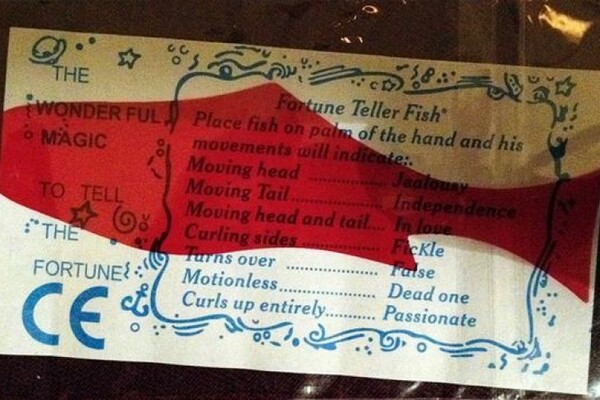 THE
WONDERFUL
MAGIC
TO TELL
THE
FORTUNE
CE
Fortune Teller Fish*
Place fish on palm of the hand and his
movements will indicate:.
Moving head ............... Jealousy
Moving Tail.................. Independence
Moving head and tail.... In love
Curling sides ............... FicKle
Turns over .................. False
Motionless................... Dead one
Curls up entirely.......... Passionate